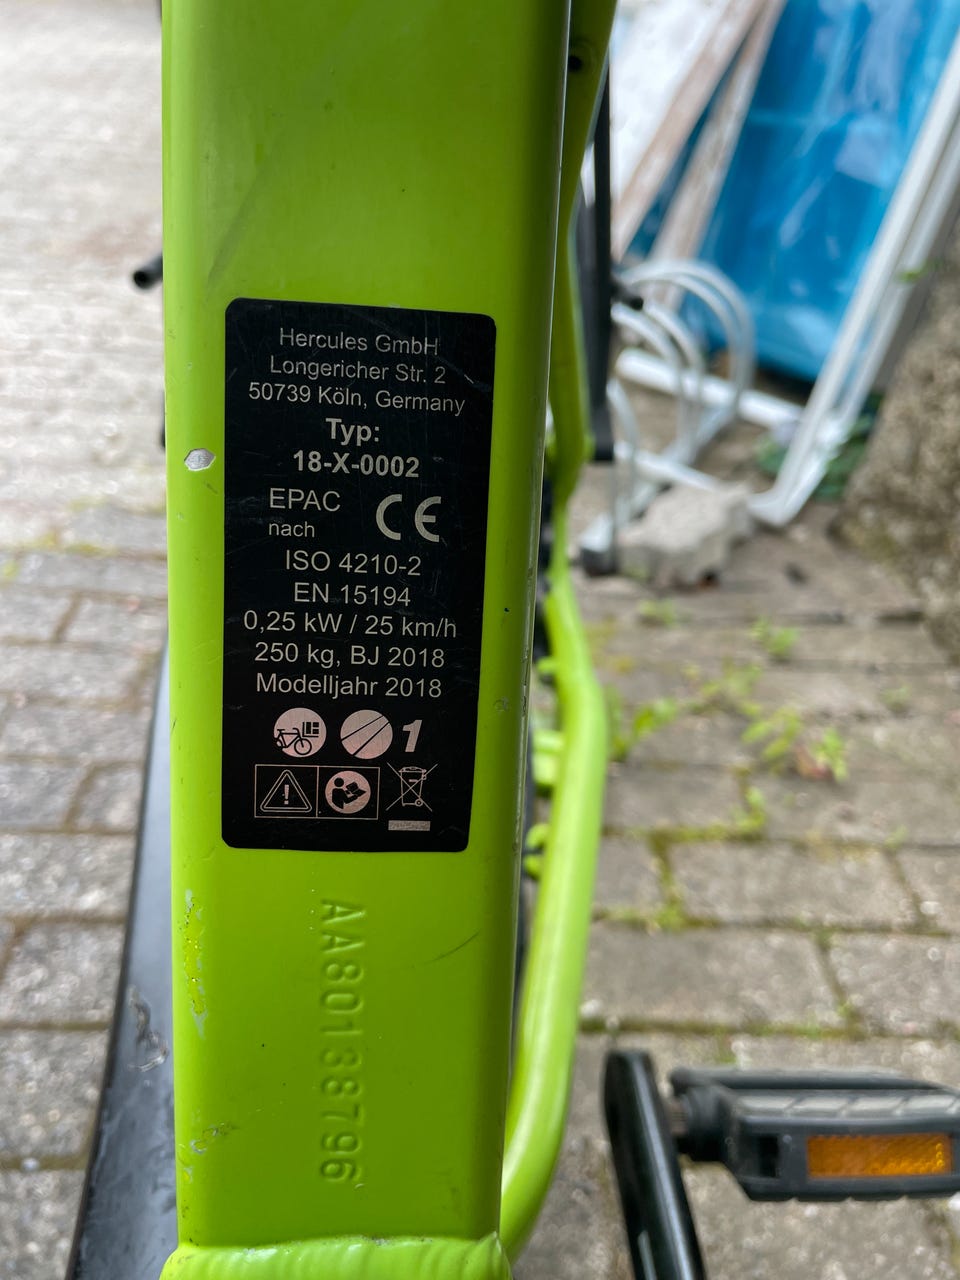 Hercules GmbH
Longericher Str. 2
50739 Köln, Germany
Typ:
18-X-0002
EPAC
nach
CE
ISO 4210-2
EN 15194
0,25 kW / 25 km/h
250 kg, BJ 2018
Modelljahr 2018
1
AA80138796